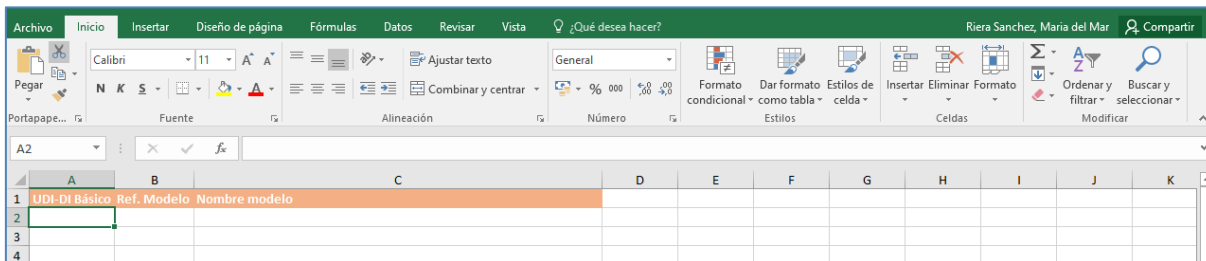 Archivo Inicio Insertar Diseño de página Fórmulas Datos Revisar Vista ¿Qué desea hacer? Riera Sanchez, Maria del Mar Compartir
Calibri 11 A A Ajustar texto General
Pegar N K S A Combinar y centrar % 000 Formato condicional Dar formato como tabla Estilos de celda Insertar Eliminar Formato Ordenar y filtrar Buscar y seleccionar
Portapape... Fuente Alineación Número Estilos Celdas Modificar
A2 fx
A B C D E F G H I J K
1 UDI-DI Básico Ref. Modelo Nombre modelo
2
3
4